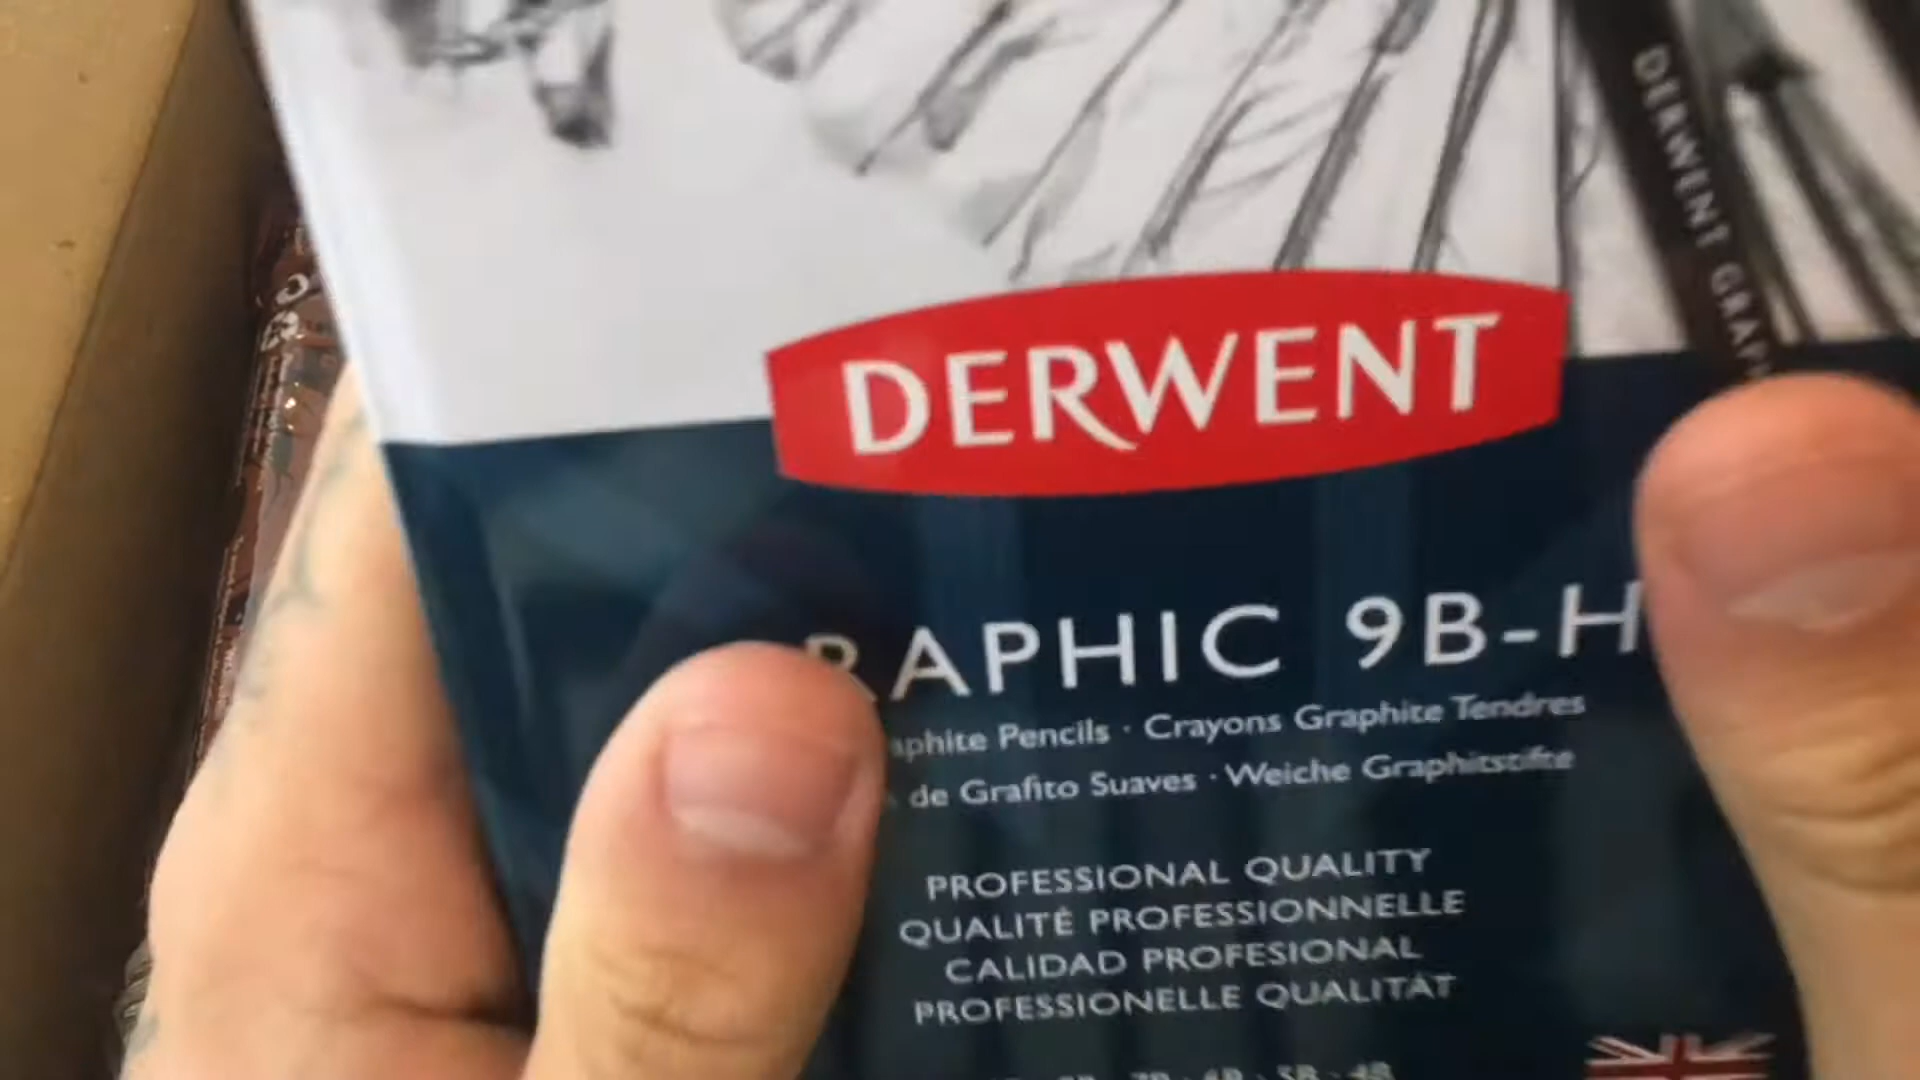 DERWENT GRAPH
DERWENT
RAPHIC 9B-H
aphite Pencils · Crayons Graphite Tendres
de Grafito Suaves · Weiche Graphitstifte
PROFESSIONAL QUALITY
QUALITÉ PROFESSIONNELLE
CALIDAD PROFESIONAL
PROFESSIONELLE QUALITÄT